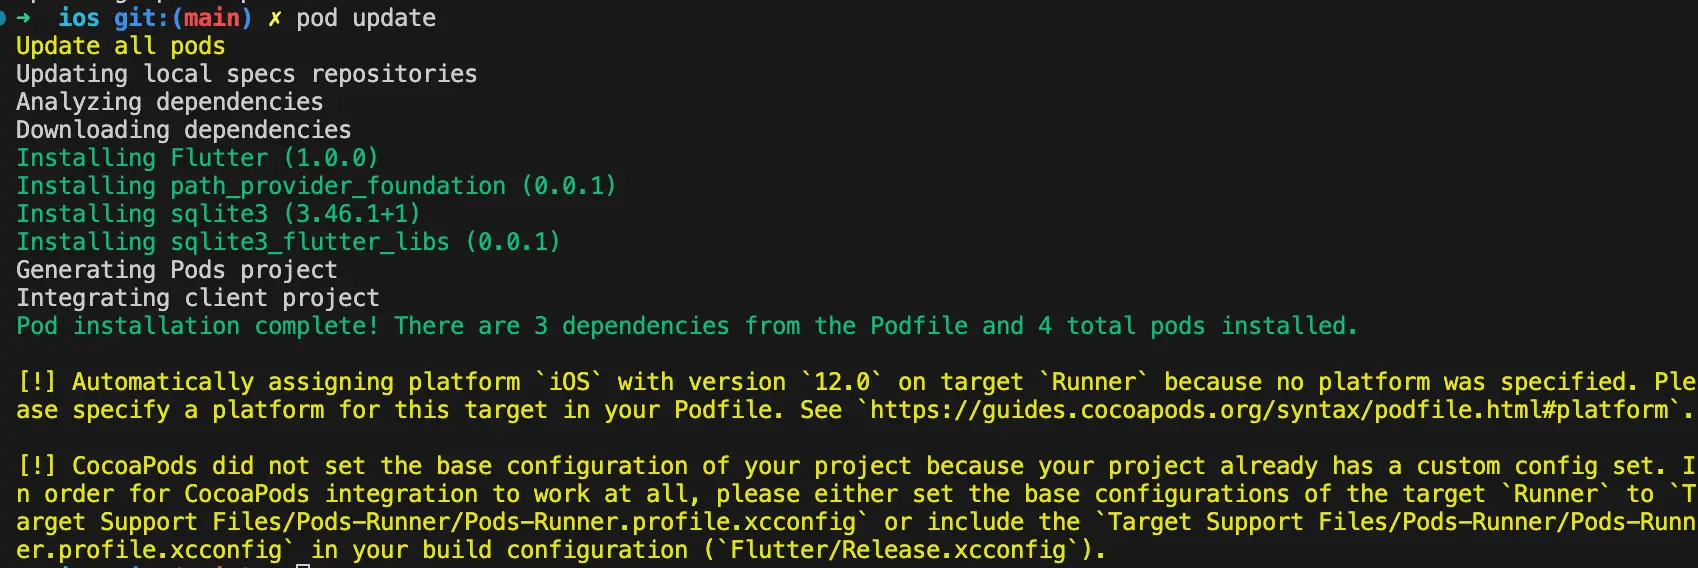 ➜  ios git:(main) ✗ pod update
Update all pods
Updating local specs repositories
Analyzing dependencies
Downloading dependencies
Installing Flutter (1.0.0)
Installing path_provider_foundation (0.0.1)
Installing sqlite3 (3.46.1+1)
Installing sqlite3_flutter_libs (0.0.1)
Generating Pods project
Integrating client project
Pod installation complete! There are 3 dependencies from the Podfile and 4 total pods installed.
[!] Automatically assigning platform `iOS` with version `12.0` on target `Runner` because no platform was specified. Ple
ase specify a platform for this target in your Podfile. See `https://guides.cocoapods.org/syntax/podfile.html#platform`.
[!] CocoaPods did not set the base configuration of your project because your project already has a custom config set. I
n order for CocoaPods integration to work at all, please either set the base configurations of the target `Runner` to `T
arget Support Files/Pods-Runner/Pods-Runner.profile.xcconfig` or include the `Target Support Files/Pods-Runner/Pods-Runn
er.profile.xcconfig` in your build configuration (`Flutter/Release.xcconfig`).